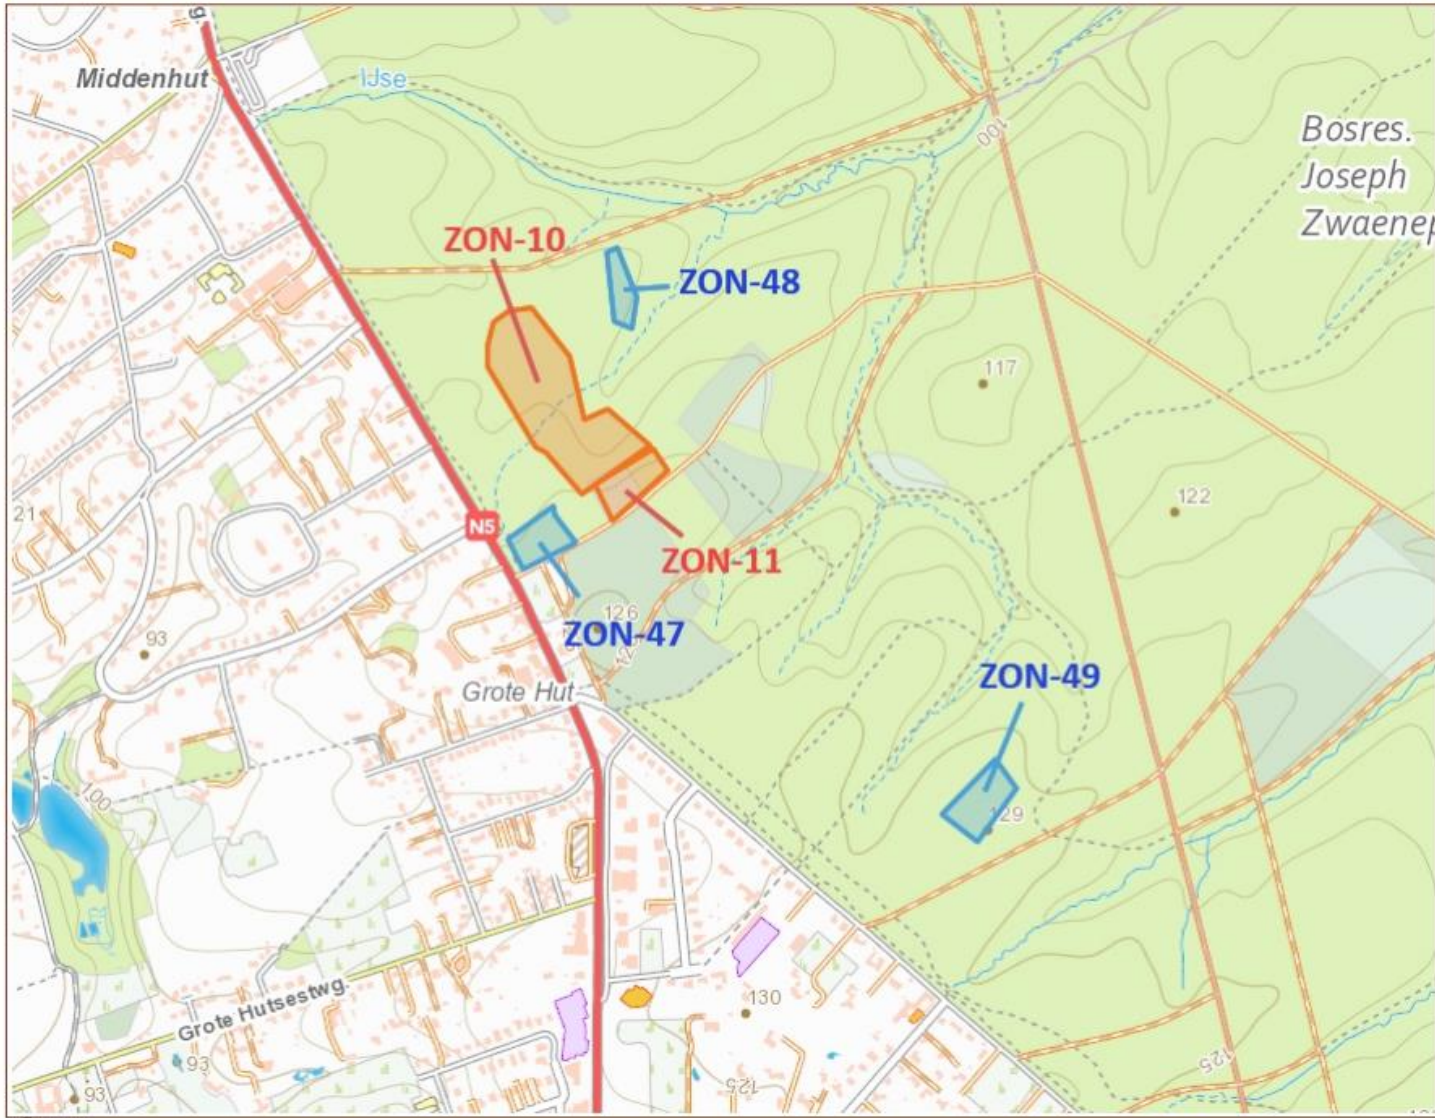 g.
Middenhut
IJse
100
Bosres.
Joseph
Zwaenep
ZON-10
ZON-48
117
122
21
N5
ZON-11
126
ZON-47
125
93
Grote Hut
ZON-49
100
129
Grote Hutsestwg.
130
93
93
125
125